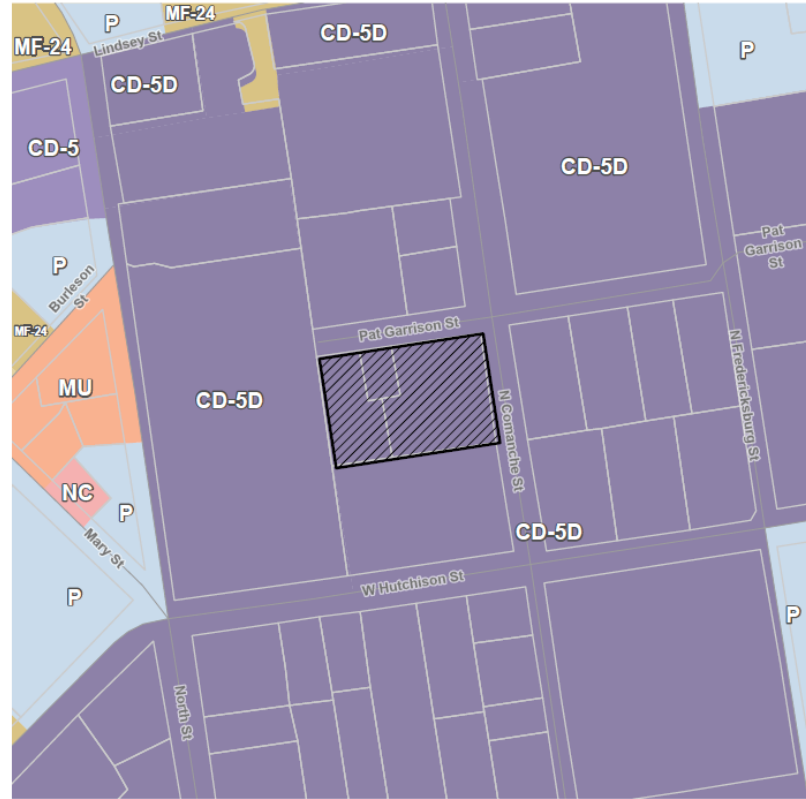 P
MF-24
MF-24
Lindsey St
CD-5D
CD-5D
P
CD-5
CD-5D
P
Burleson
St
Pat
Garrison
St
MF-24
Pat Garrison St
N Fredericksburg St
MU
CD-5D
N Comanche St
NC
P
CD-5D
Mary St
W Hutchison St
P
P
North St